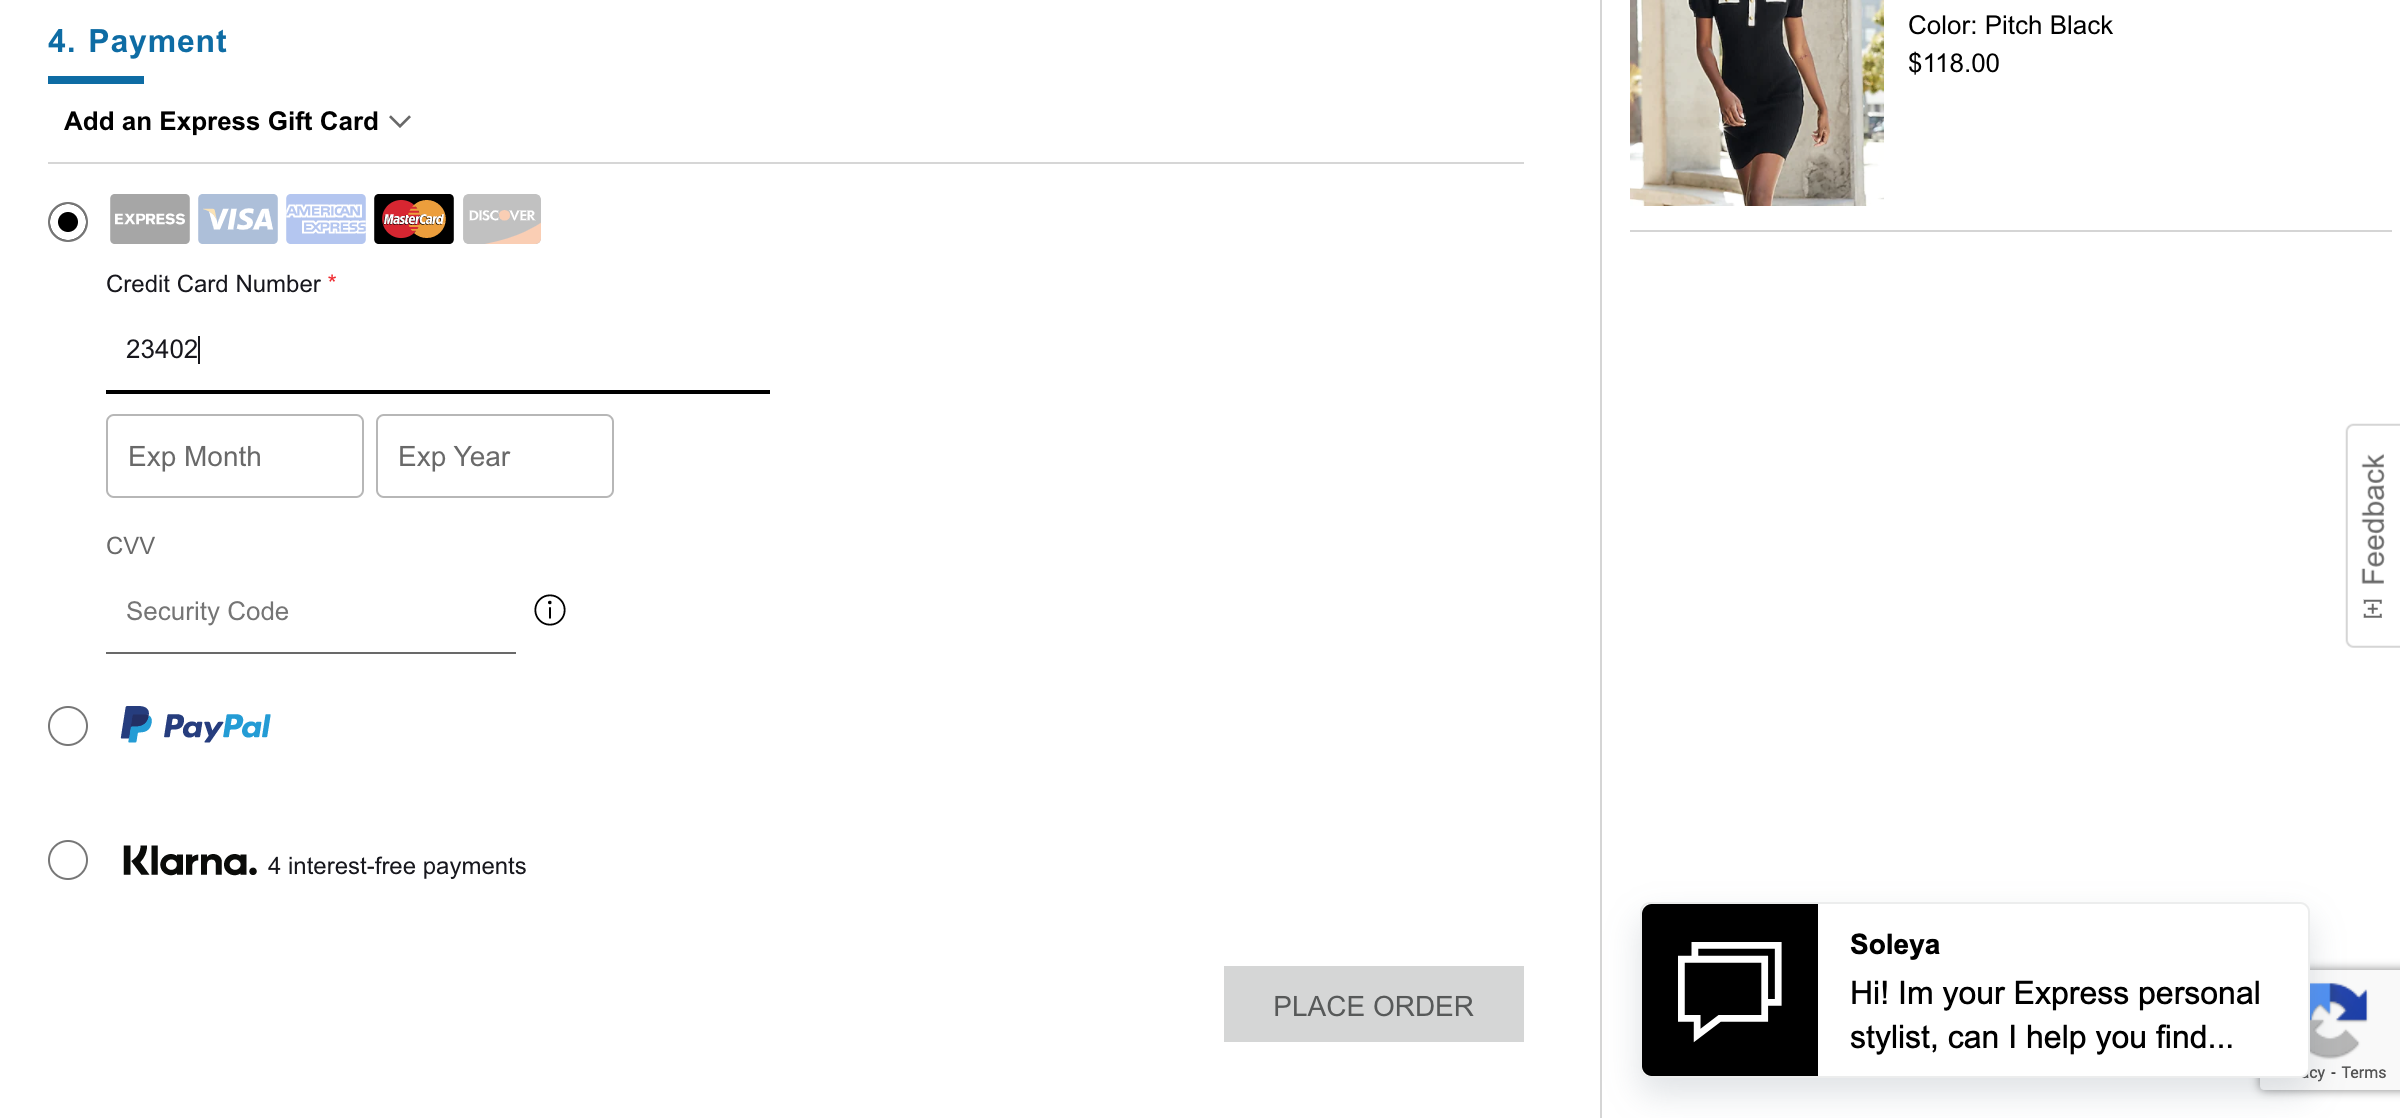 4. Payment
Add an Express Gift Card
EXPRESS
VISA
AMERICAN EXPRESS
MasterCard
DISCOVER
Credit Card Number *
23402
Exp Month
Exp Year
CVV
Security Code
PayPal
Klarna. 4 interest-free payments
PLACE ORDER
Color: Pitch Black
$118.00
Feedback
Soleya
Hi! Im your Express personal
stylist, can I help you find...
- Terms